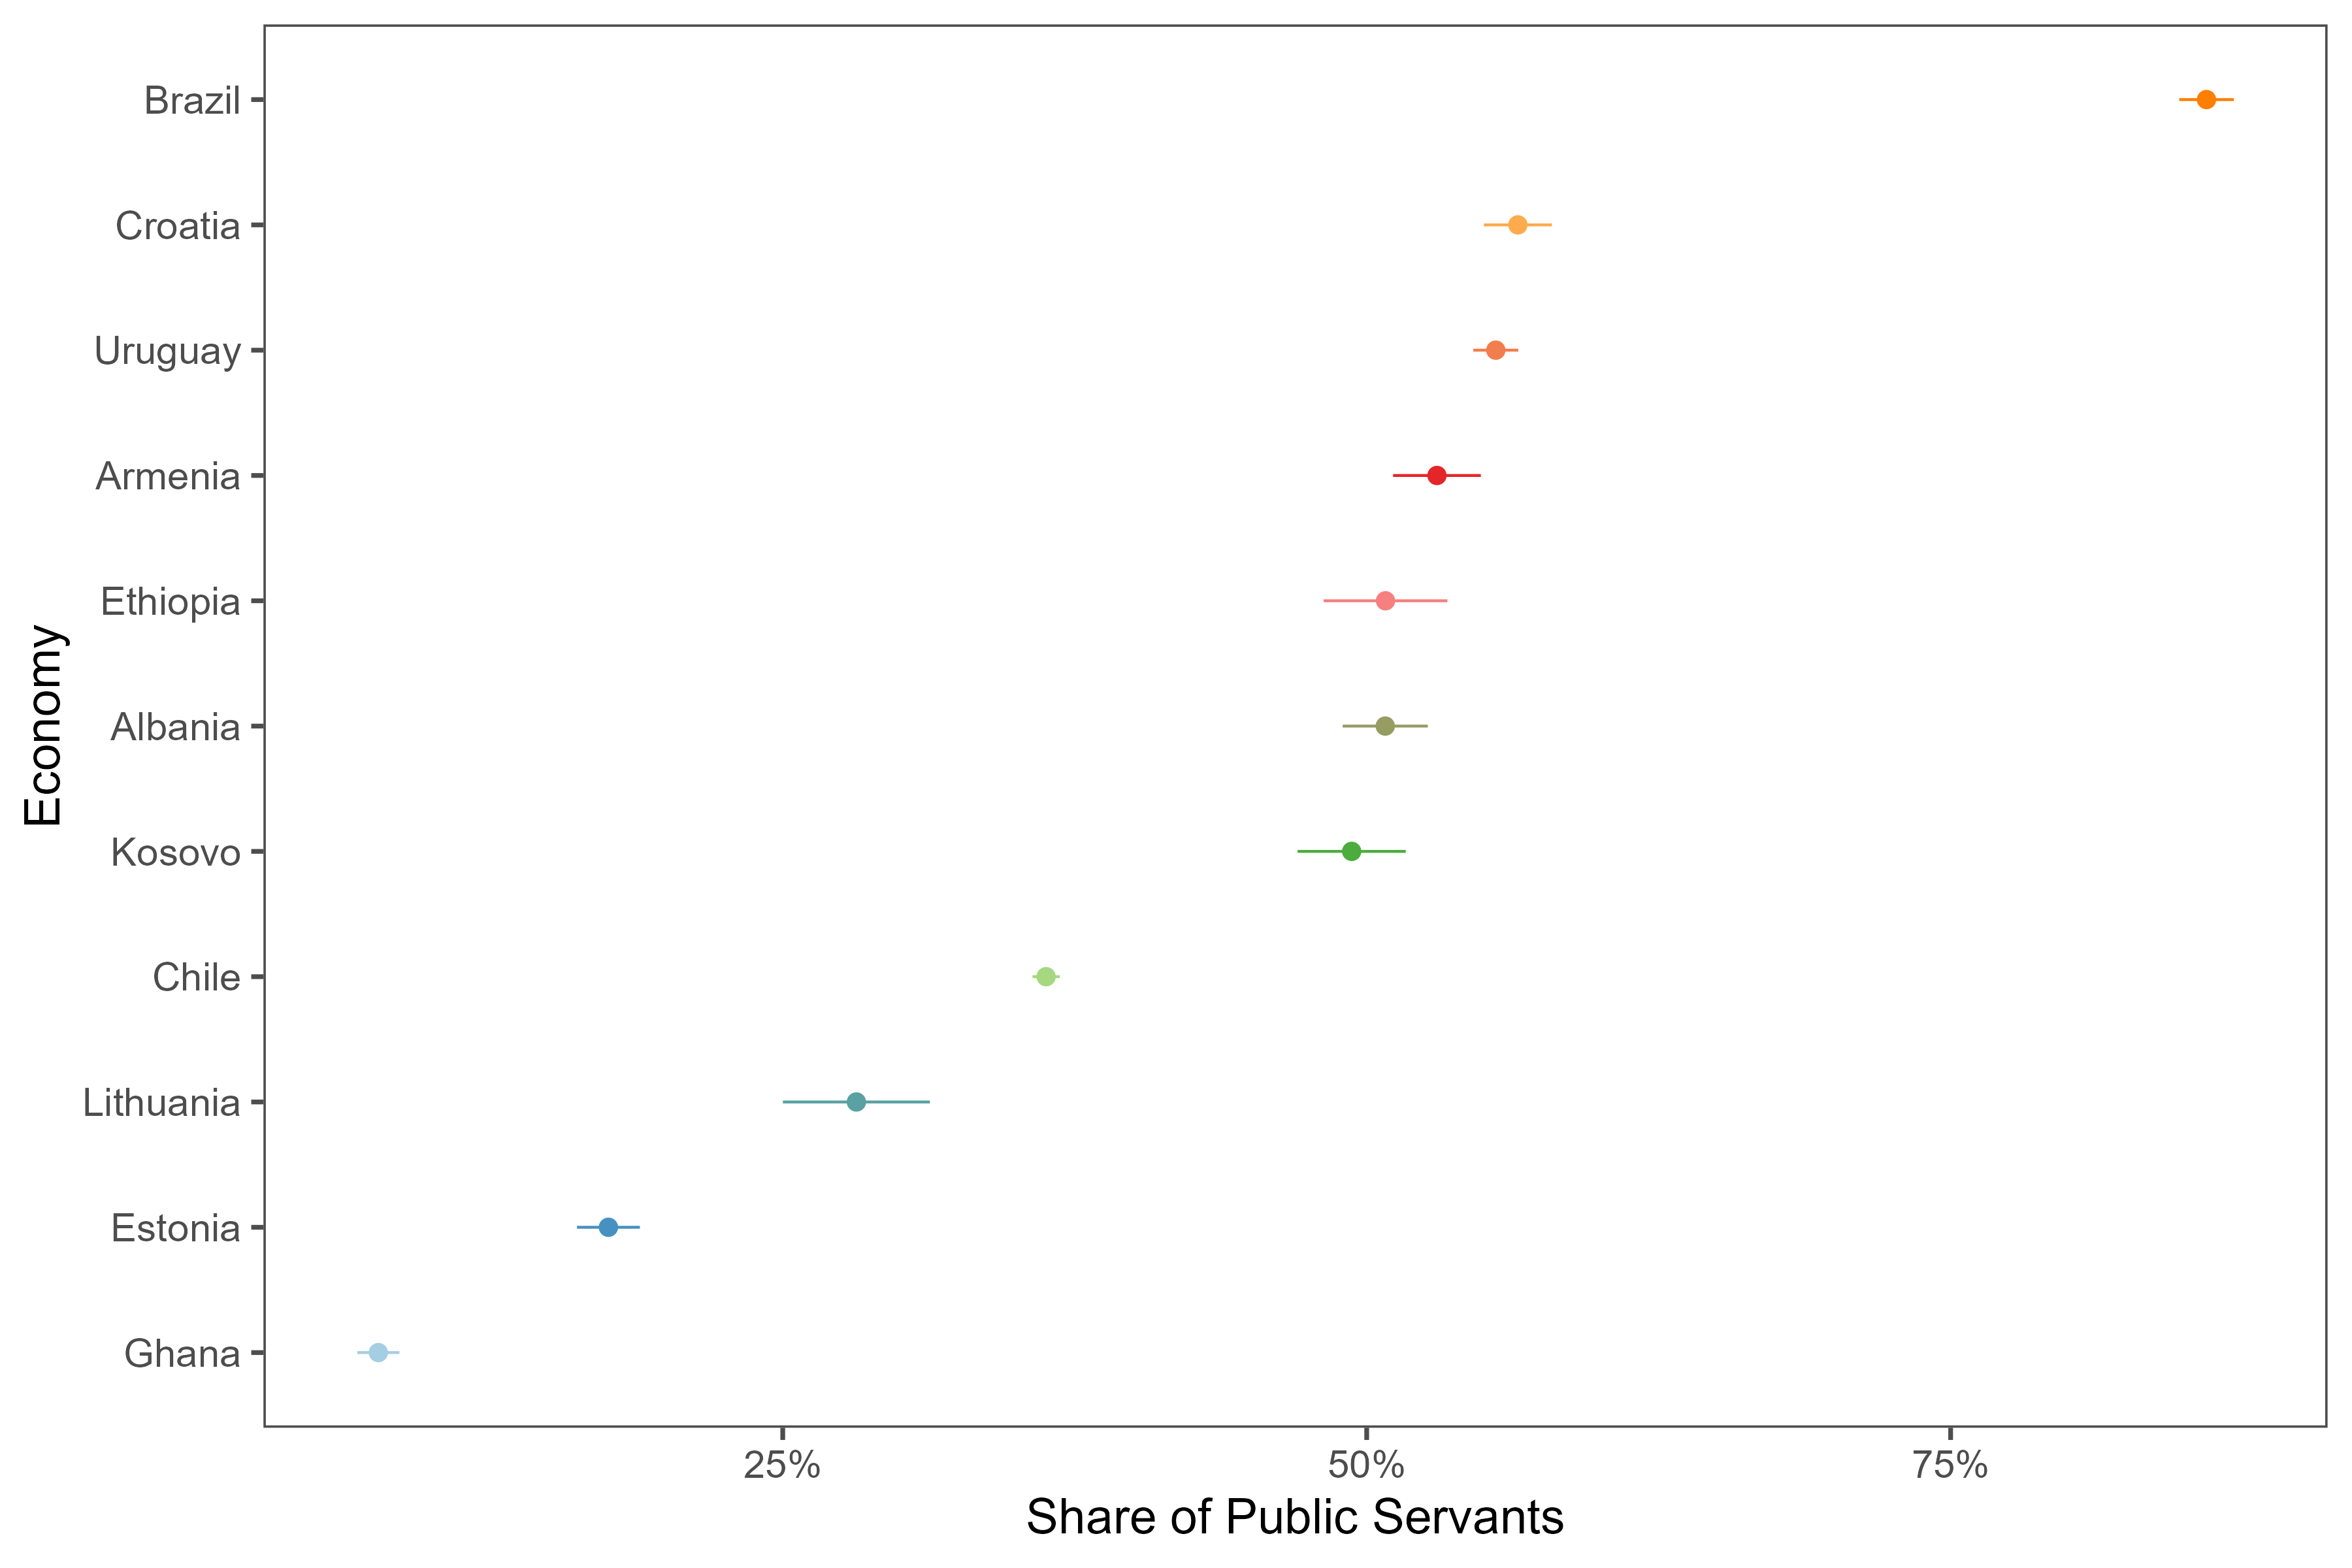 Economy
Brazil
Croatia
Uruguay
Armenia
Ethiopia
Albania
Kosovo
Chile
Lithuania
Estonia
Ghana
25% 50% 75%
Share of Public Servants